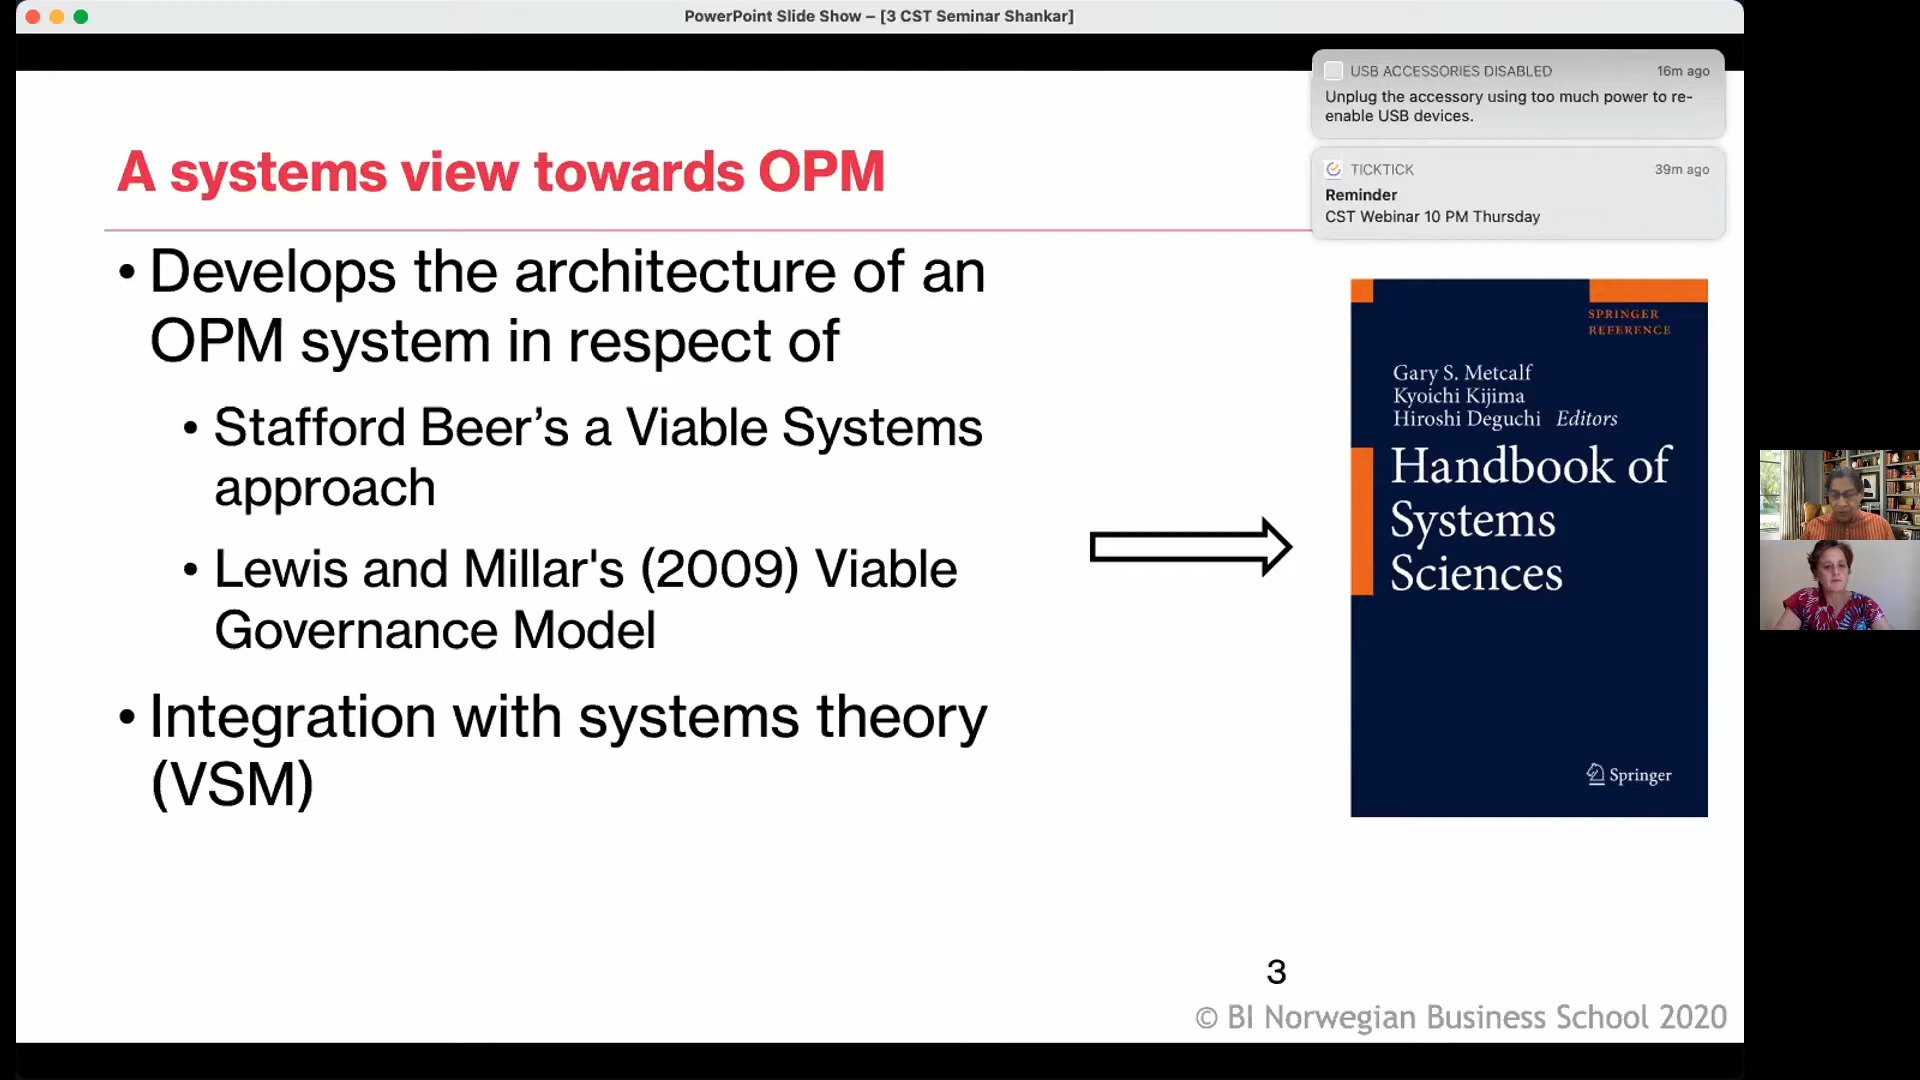 PowerPoint Slide Show – [3 CST Seminar Shankar]
USB ACCESSORIES DISABLED 16m ago
Unplug the accessory using too much power to re-
enable USB devices.
TICKTICK 39m ago
Reminder
CST Webinar 10 PM Thursday
A systems view towards OPM
• Develops the architecture of an
OPM system in respect of
• Stafford Beer’s a Viable Systems
approach
• Lewis and Millar's (2009) Viable
Governance Model
• Integration with systems theory
(VSM)
SPRINGER
REFERENCE
Gary S. Metcalf
Kyoichi Kijima
Hiroshi Deguchi Editors
Handbook of
Systems
Sciences
Springer
3
© BI Norwegian Business School 2020